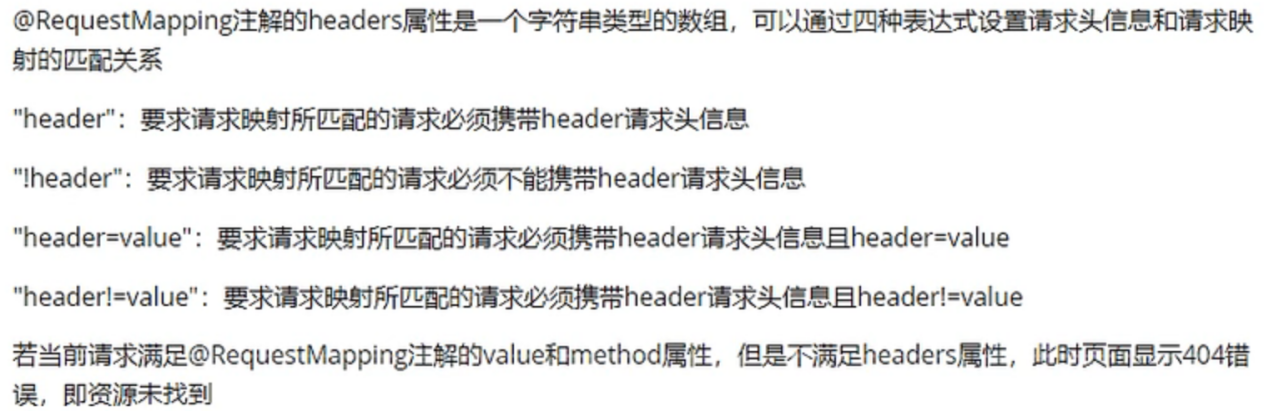 @RequestMapping注解的headers属性是一个字符串类型的数组，可以通过四种表达式设置请求头信息和请求映
射的匹配关系
"header"：要求请求映射所匹配的请求必须携带header请求头信息
"!header"：要求请求映射所匹配的请求必须不能携带header请求头信息
"header=value"：要求请求映射所匹配的请求必须携带header请求头信息且header=value
"header!=value"：要求请求映射所匹配的请求必须携带header请求头信息且header!=value
若当前请求满足@RequestMapping注解的value和method属性，但是不满足headers属性，此时页面显示404错
误，即资源未找到